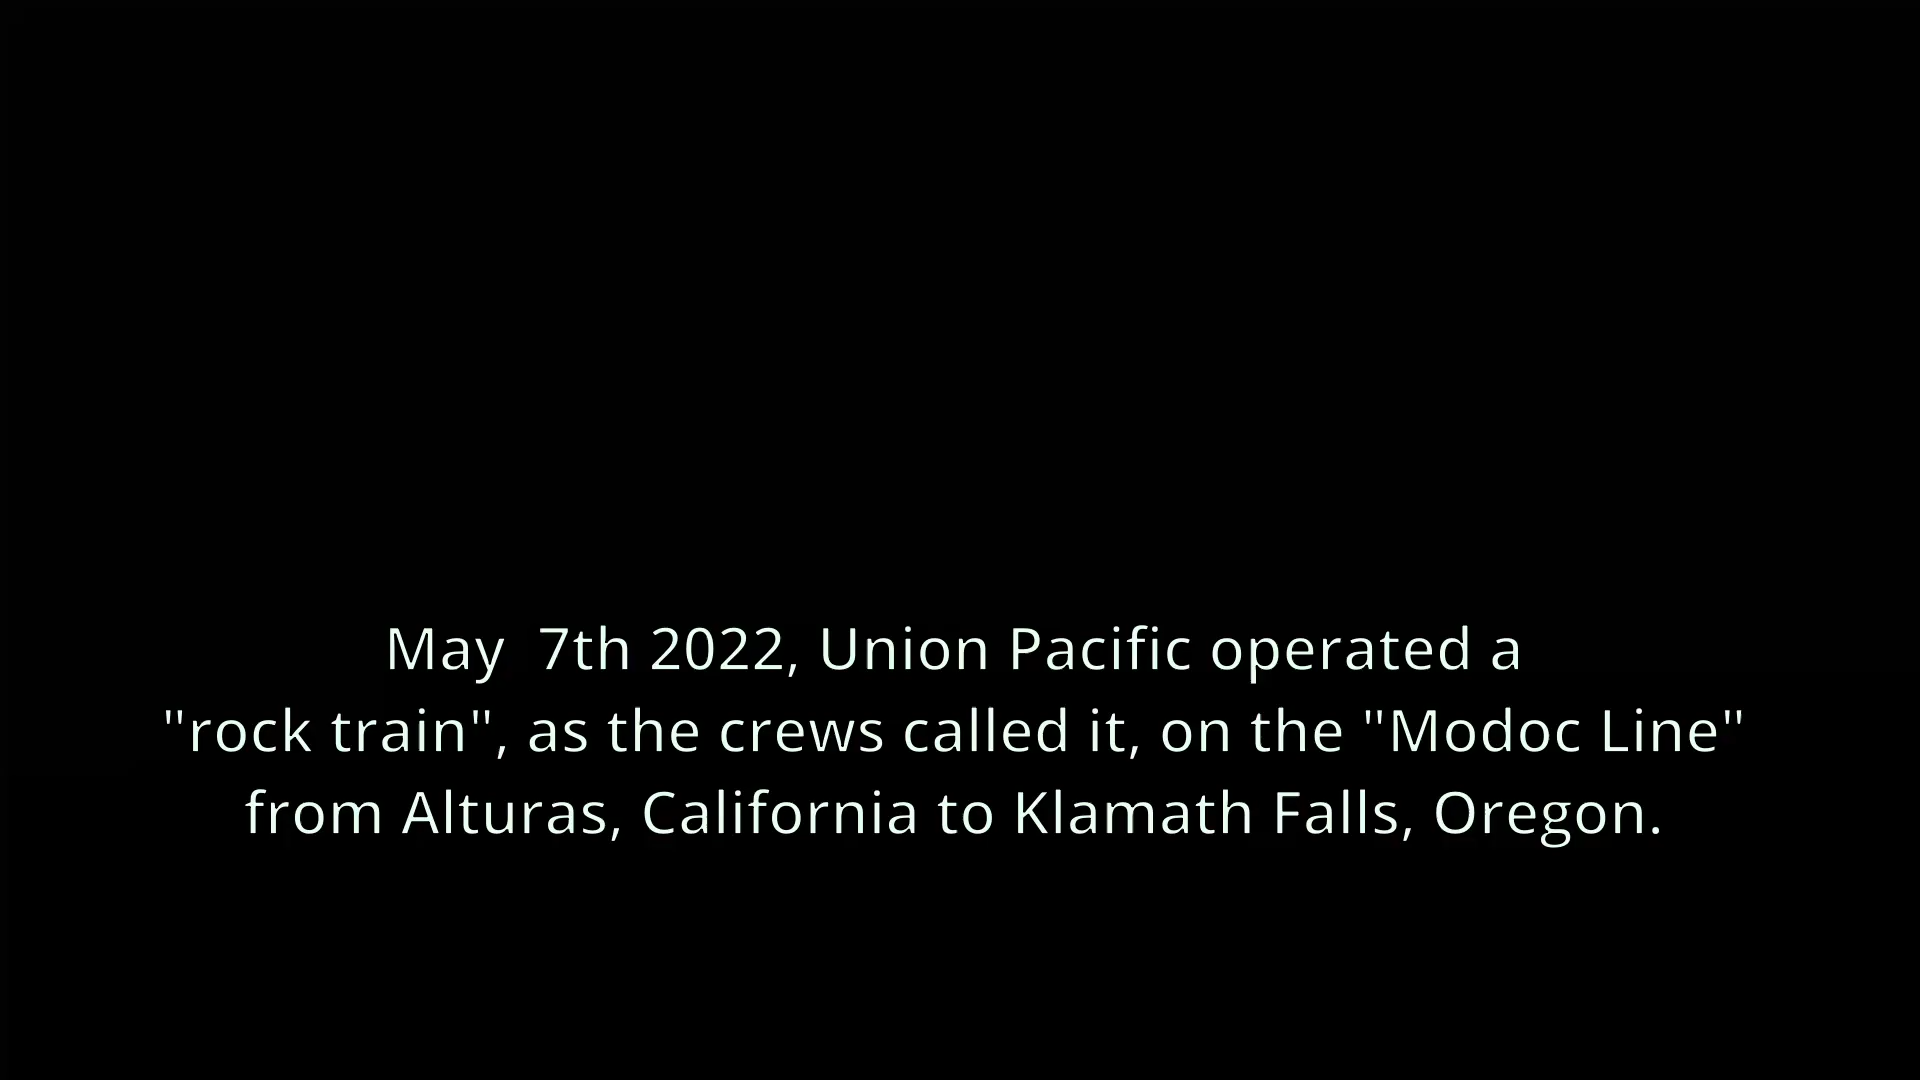 May  7th 2022, Union Pacific operated a
"rock train", as the crews called it, on the "Modoc Line"
from Alturas, California to Klamath Falls, Oregon.